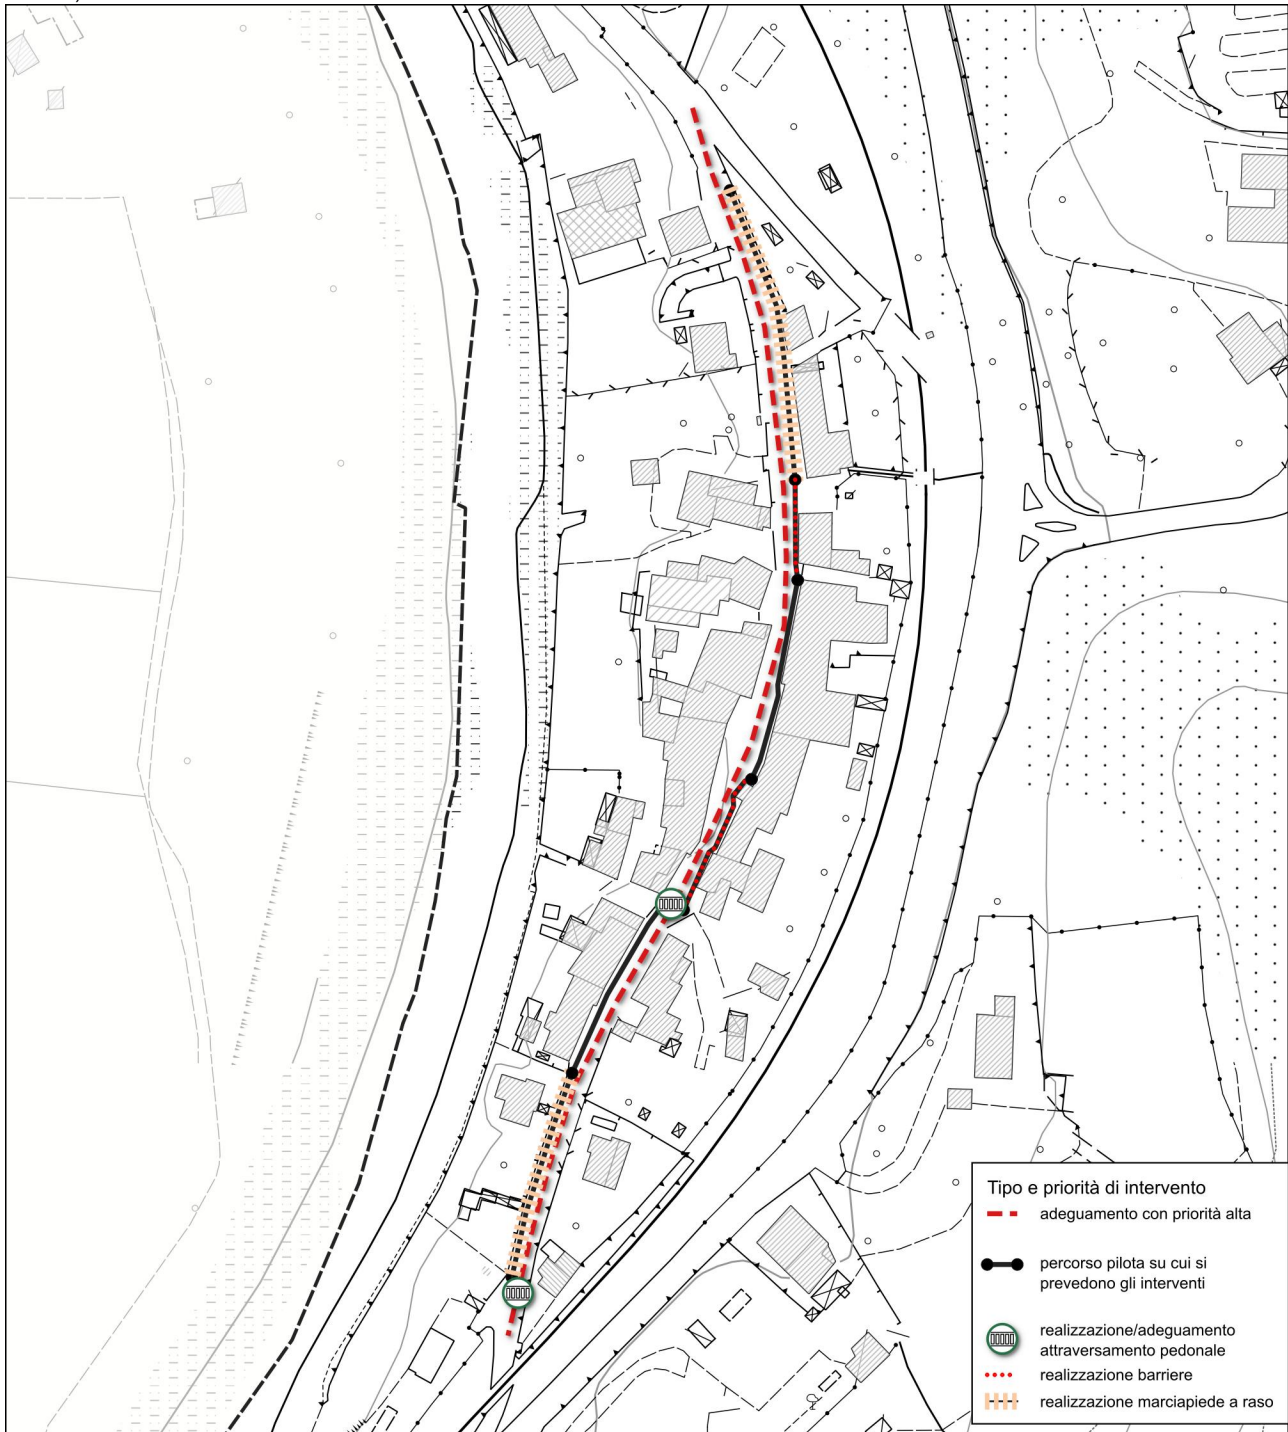 Tipo e priorità di intervento
adeguamento con priorità alta
percorso pilota su cui si
prevedono gli interventi
realizzazione/adeguamento
attraversamento pedonale
realizzazione barriere
realizzazione marciapiede a raso